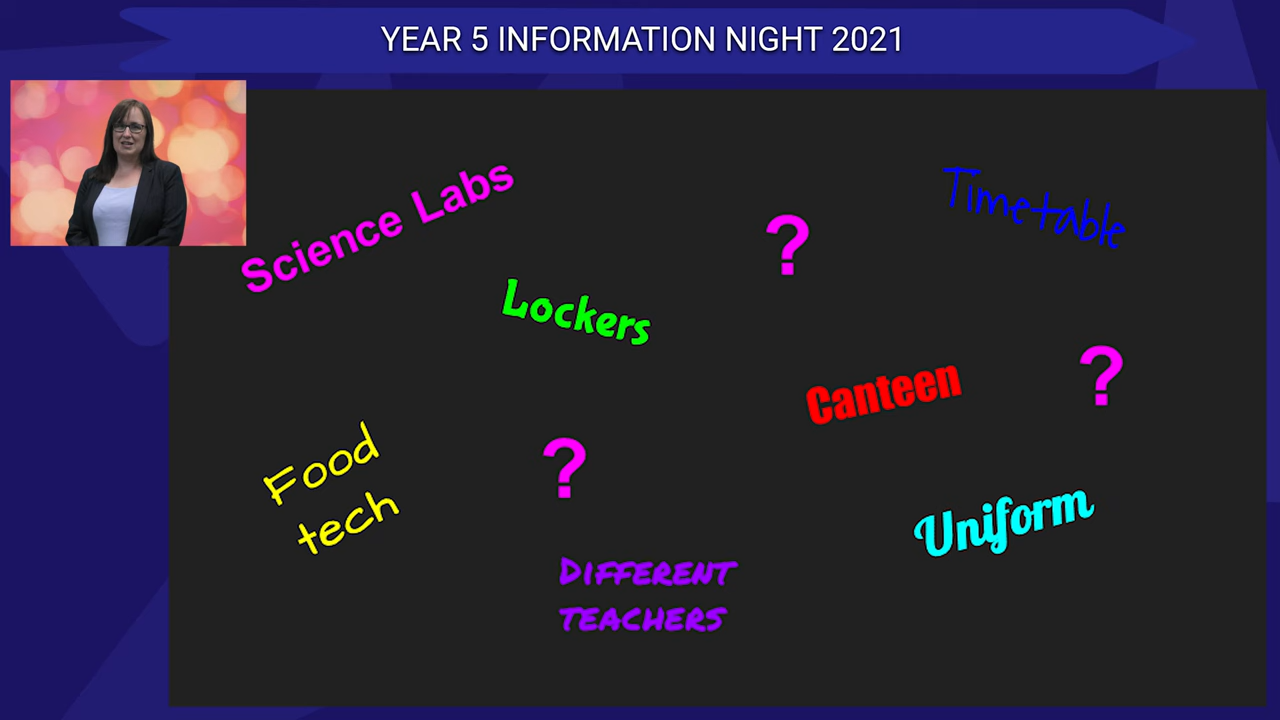 YEAR 5 INFORMATION NIGHT 2021
Science Labs
Timetable
?
Lockers
Canteen
?
Food
tech
?
Uniform
DIFFERENT
TEACHERS